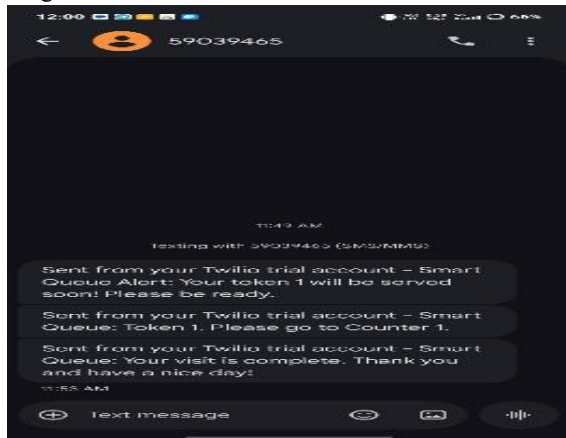 12:00
68%
59039465
11:49 AM
Texting with 59039465 (SMS/MMS)
Sent from your Twilio trial account - Smart
Queue Alert: Your token 1 will be served
soon! Please be ready.
Sent from your Twilio trial account - Smart
Queue: Token 1. Please go to Counter 1.
Sent from your Twilio trial account - Smart
Queue: Your visit is complete. Thank you
and have a nice day!
11:53 AM
Text message